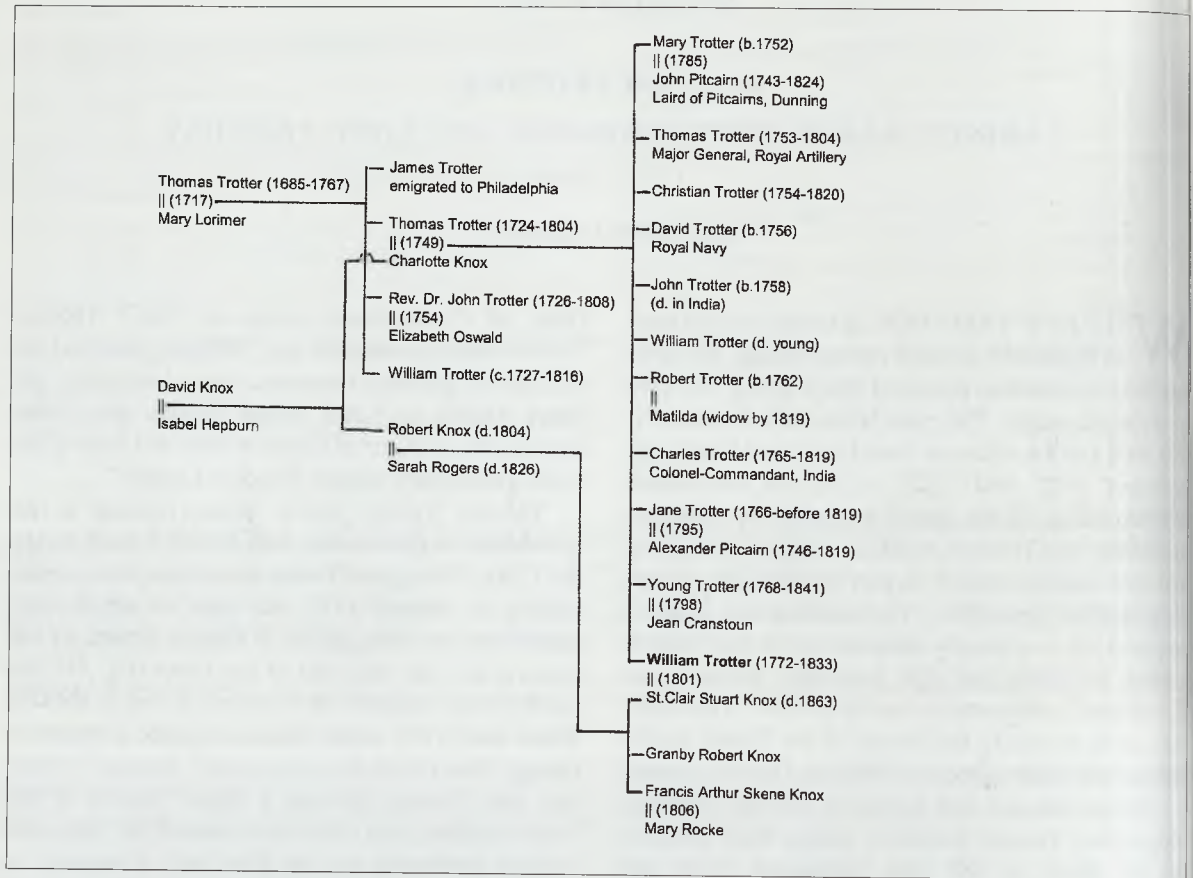 Thomas Trotter (1685-1767)
|| (1717)
Mary Lorimer
David Knox
||
Isabel Hepburn
James Trotter
emigrated to Philadelphia
Thomas Trotter (1724-1804)
|| (1749)
Charlotte Knox
Rev. Dr. John Trotter (1726-1808)
|| (1754)
Elizabeth Oswald
William Trotter (c.1727-1816)
Robert Knox (d.1804)
||
Sarah Rogers (d.1826)
Mary Trotter (b.1752)
|| (1785)
John Pitcairn (1743-1824)
Laird of Pitcairns, Dunning
Thomas Trotter (1753-1804)
Major General, Royal Artillery
Christian Trotter (1754-1820)
David Trotter (b.1756)
Royal Navy
John Trotter (b.1758)
(d. in India)
William Trotter (d. young)
Robert Trotter (b.1762)
||
Matilda (widow by 1819)
Charles Trotter (1765-1819)
Colonel-Commandant, India
Jane Trotter (1766-before 1819)
|| (1795)
Alexander Pitcairn (1746-1819)
Young Trotter (1768-1841)
|| (1798)
Jean Cranstoun
William Trotter (1772-1833)
|| (1801)
St.Clair Stuart Knox (d.1863)
Granby Robert Knox
Francis Arthur Skene Knox
|| (1806)
Mary Rocke